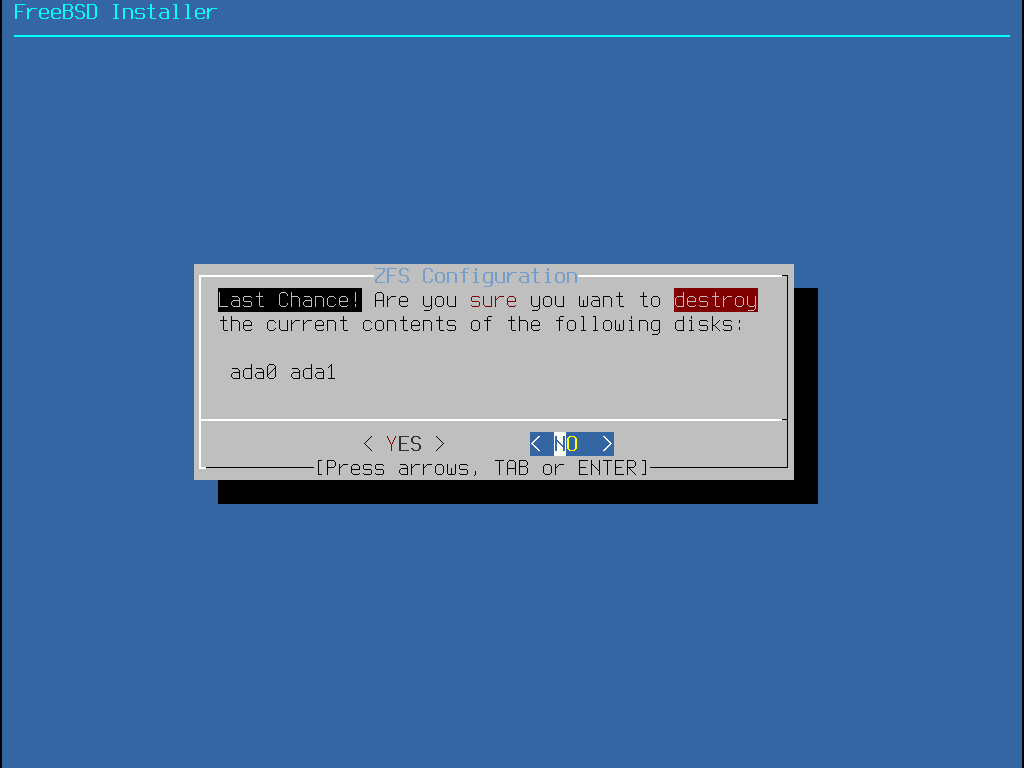 FreeBSD Installer
ZFS Configuration
Last Chance! Are you sure you want to destroy
the current contents of the following disks:
ada0 ada1
< YES > < NO >
[Press arrows, TAB or ENTER]